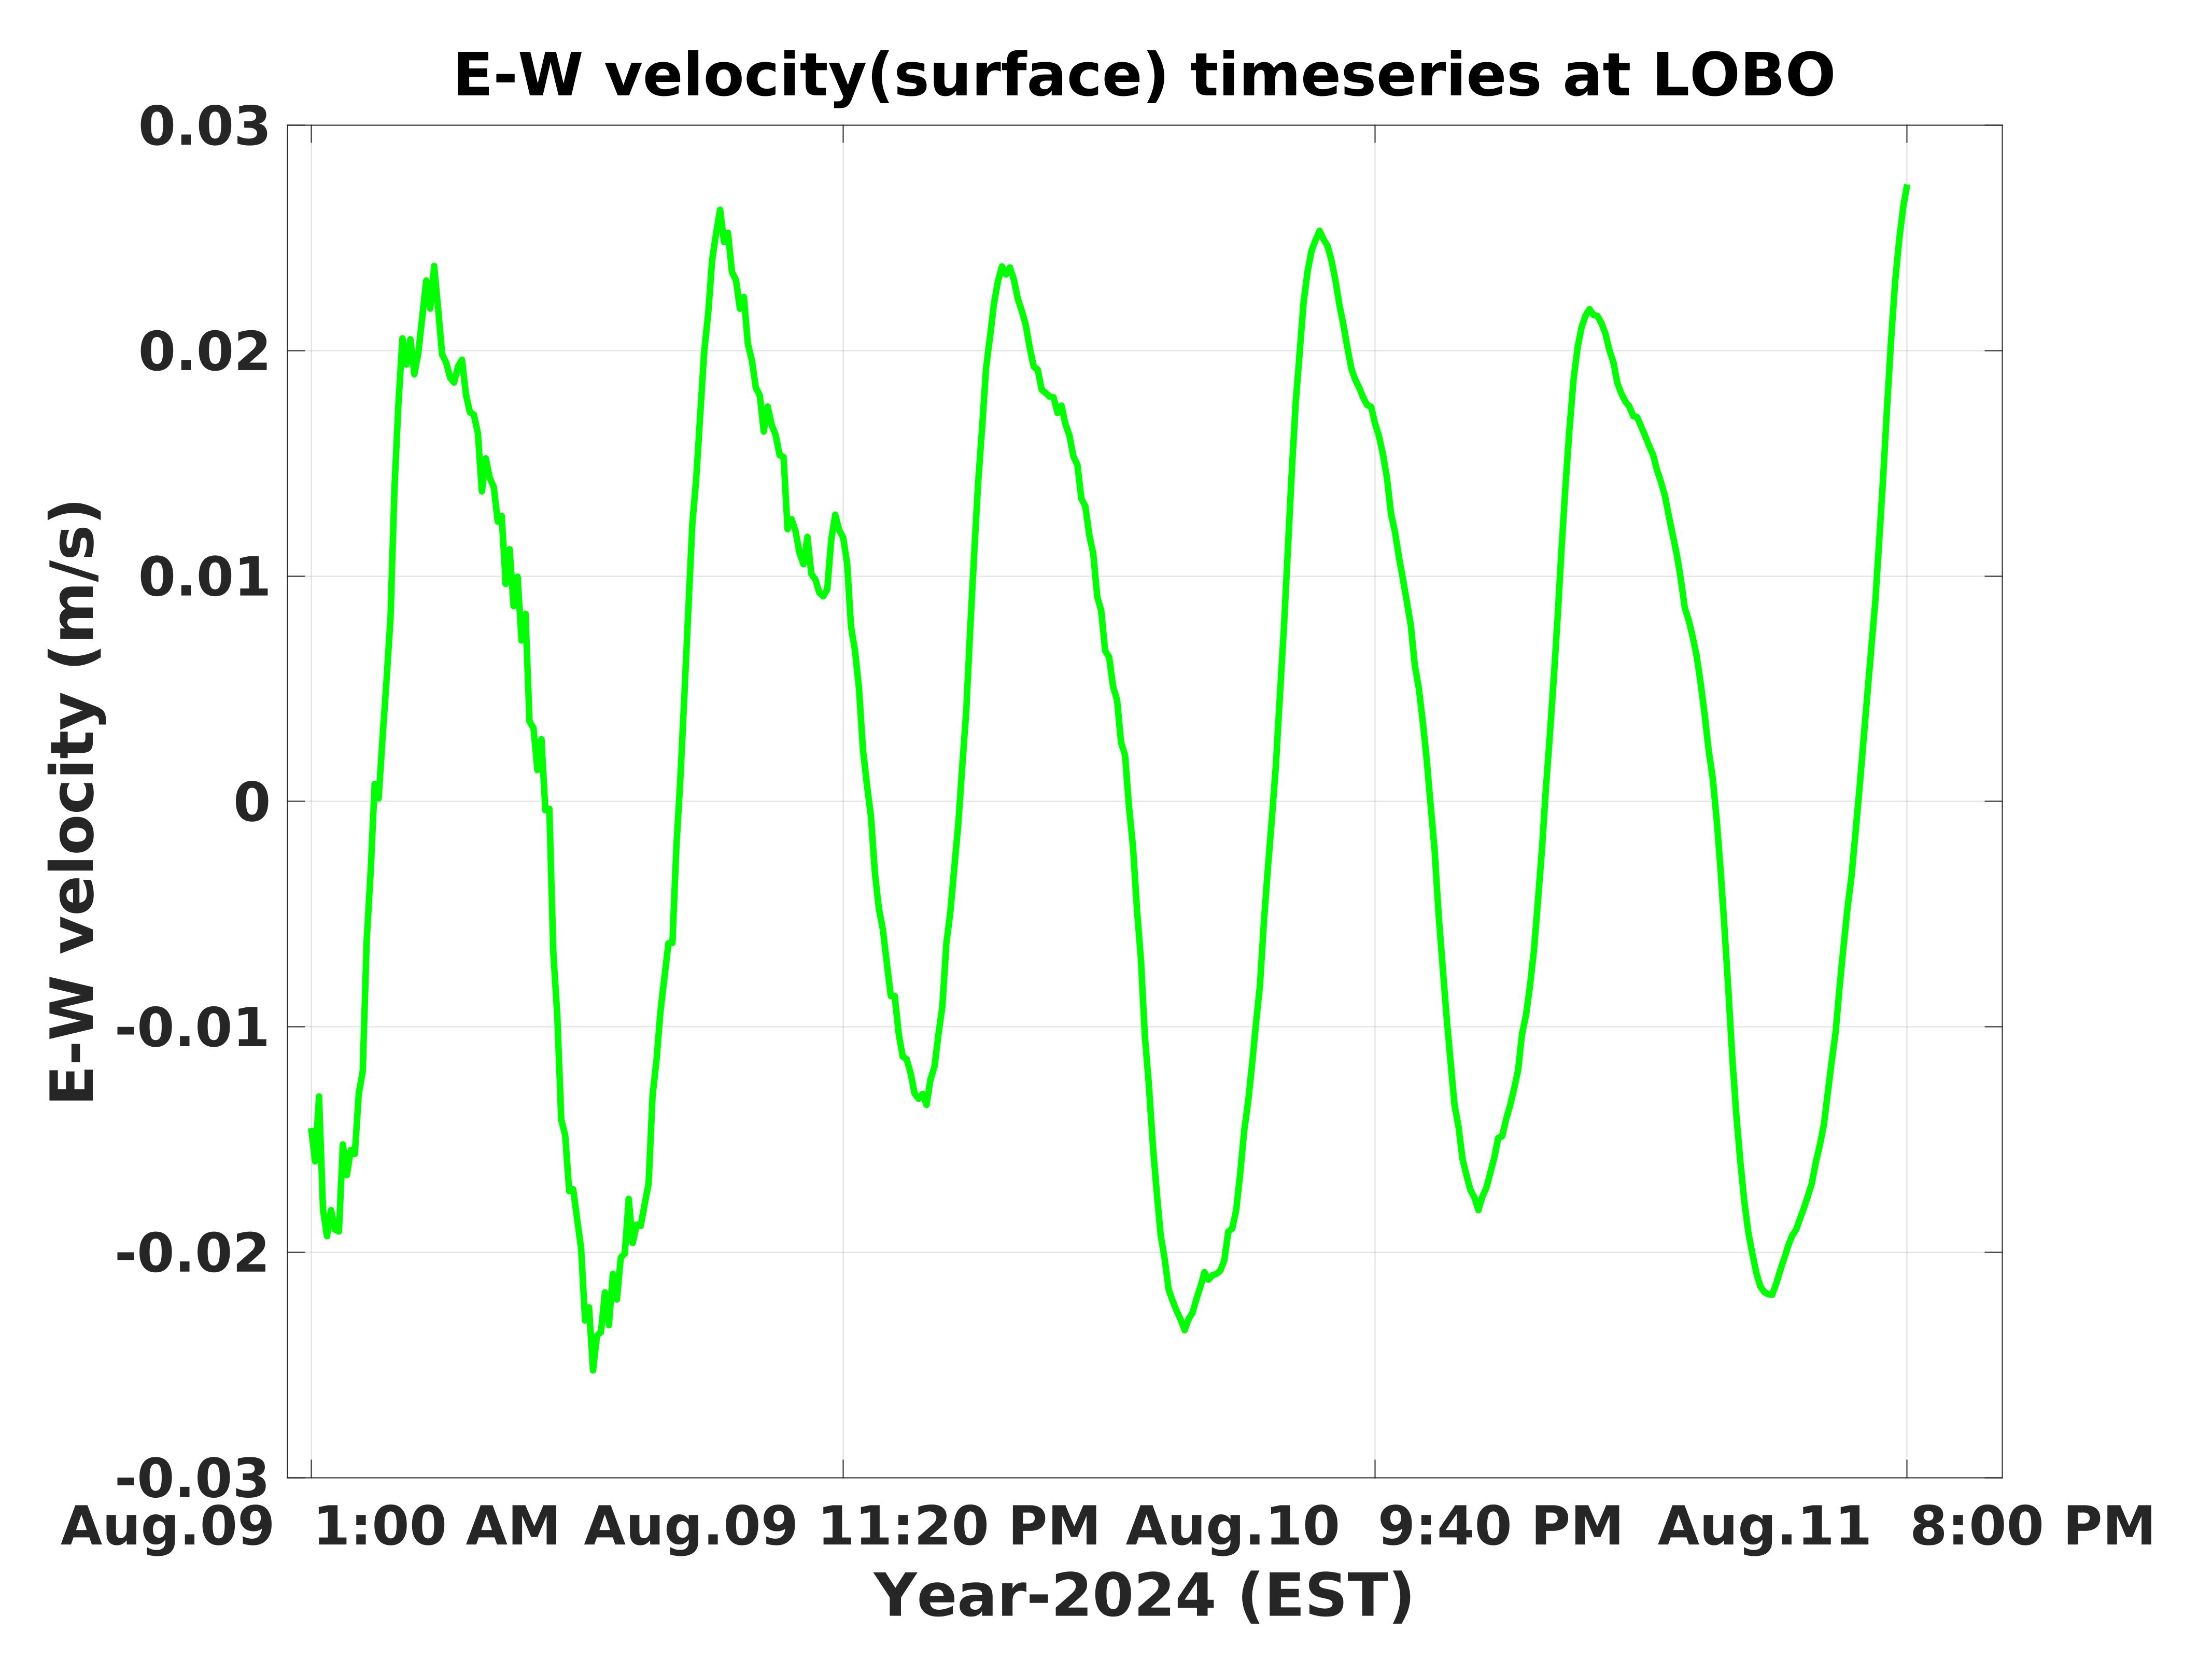 E-W velocity(surface) timeseries at LOBO
E-W velocity (m/s)
0.03
0.02
0.01
0
-0.01
-0.02
-0.03
Aug.09 1:00 AM Aug.09 11:20 PM Aug.10 9:40 PM Aug.11 8:00 PM
Year-2024 (EST)